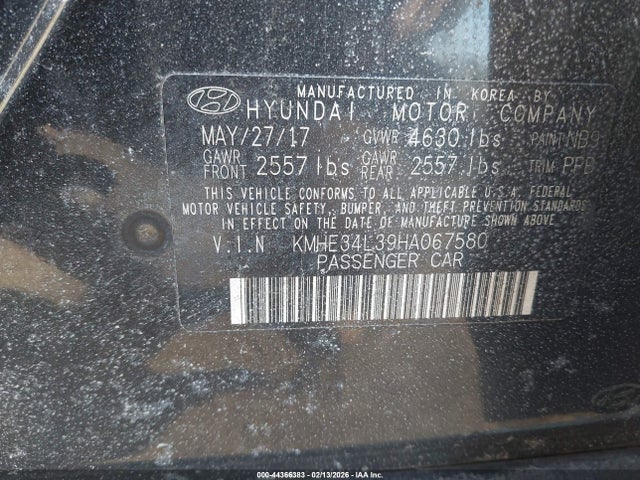 MANUFACTURED IN KOREA BY
HYUNDAI MOTOR COMPANY
MAY/27/17 GVWR 4630 lbs PAINT NB9
GAWR FRONT 2557 lbs GAWR REAR 2557 lbs TRIM PPB
THIS VEHICLE CONFORMS TO ALL APPLICABLE U.S.A. FEDERAL
MOTOR VEHICLE SAFETY, BUMPER, AND THEFT PREVENTION STANDARDS
IN EFFECT ON THE DATE OF MANUFACTURE SHOWN ABOVE.
V.I.N KMHE34L39HA067580
PASSENGER CAR
000-44366383 - 02/13/2026 - IAA Inc.